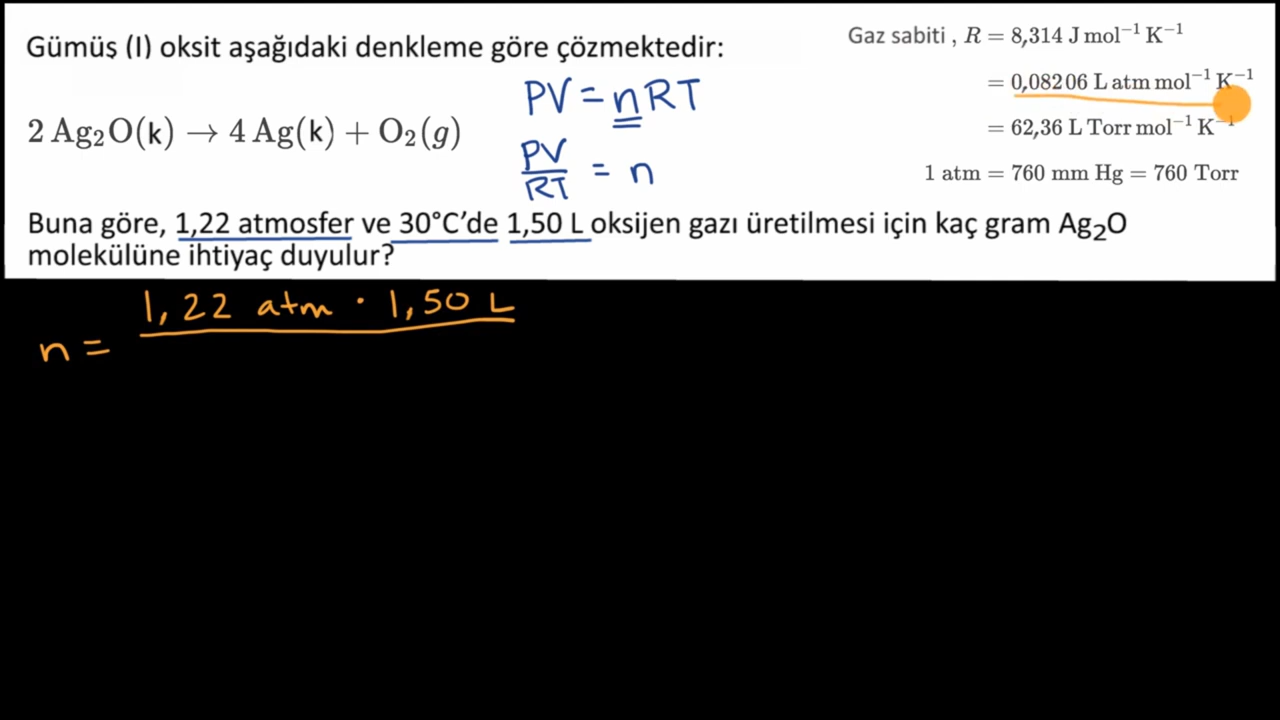 Gümüş (I) oksit aşağıdaki denkleme göre çözmektedir:
2 Ag₂O(k) → 4 Ag(k) + O₂(g)
PV = nRT
PV/RT = n
Gaz sabiti , R = 8,314 J mol⁻¹ K⁻¹
= 0,08206 L atm mol⁻¹ K⁻¹
= 62,36 L Torr mol⁻¹ K⁻¹
1 atm = 760 mm Hg = 760 Torr
Buna göre, 1,22 atmosfer ve 30°C’de 1,50 L oksijen gazı üretilmesi için kaç gram Ag₂O
molekülüne ihtiyaç duyulur?
1,22 atm · 1,50 L
n =